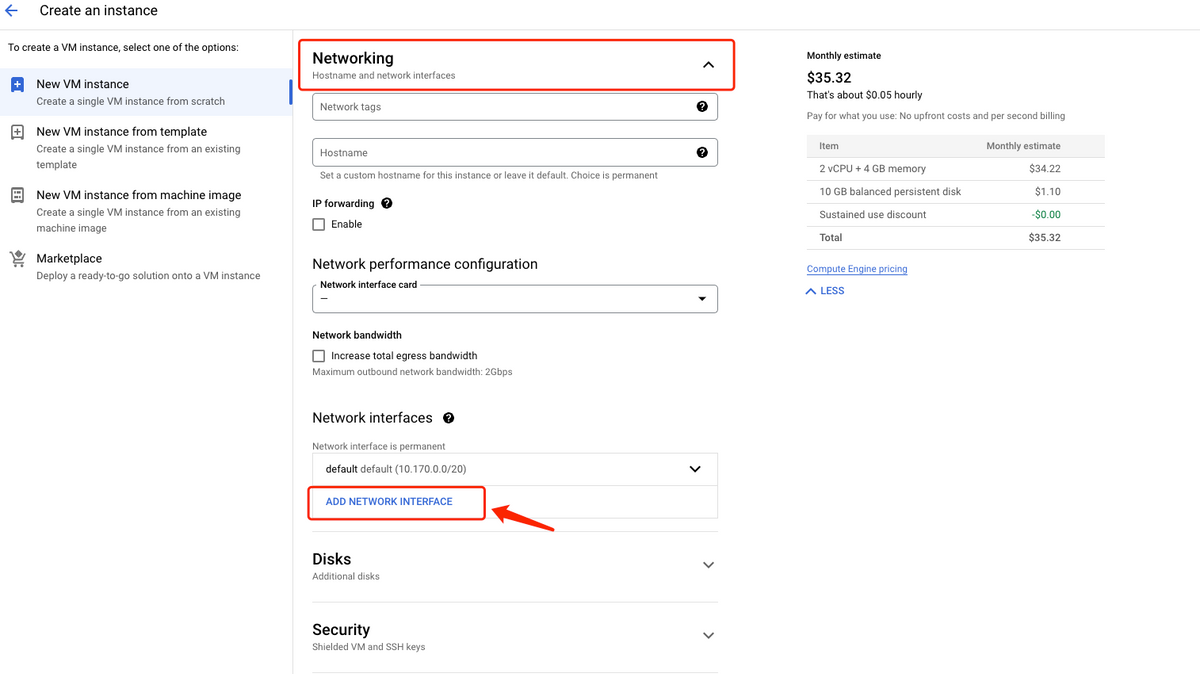 Create an instance
To create a VM instance, select one of the options:
New VM instance
Create a single VM instance from scratch
New VM instance from template
Create a single VM instance from an existing
template
New VM instance from machine image
Create a single VM instance from an existing
machine image
Marketplace
Deploy a ready-to-go solution onto a VM instance
Networking
Hostname and network interfaces
Network tags
Hostname
Set a custom hostname for this instance or leave it default. Choice is permanent
IP forwarding
Enable
Network performance configuration
Network interface card
–
Network bandwidth
Increase total egress bandwidth
Maximum outbound network bandwidth: 2Gbps
Network interfaces
Network interface is permanent
default default (10.170.0.0/20)
ADD NETWORK INTERFACE
Disks
Additional disks
Security
Shielded VM and SSH keys
Monthly estimate
$35.32
That's about $0.05 hourly
Pay for what you use: No upfront costs and per second billing
Item Monthly estimate
2 vCPU + 4 GB memory $34.22
10 GB balanced persistent disk $1.10
Sustained use discount -$0.00
Total $35.32
Compute Engine pricing
LESS